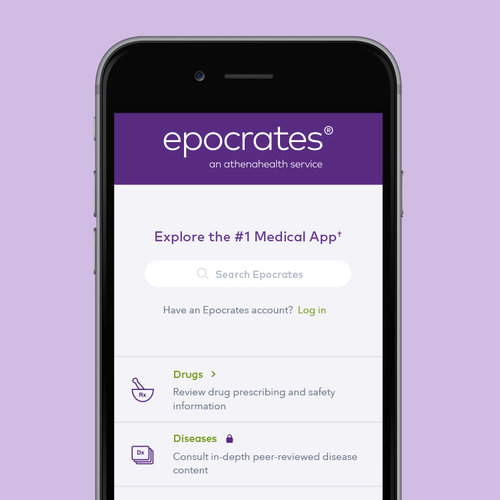 epocrates®
an athenahealth service
Explore the #1 Medical App†
Search Epocrates
Have an Epocrates account? Log in
Drugs >
Rx
Review drug prescribing and safety
information
Diseases
Dx
Consult in-depth peer-reviewed disease
content